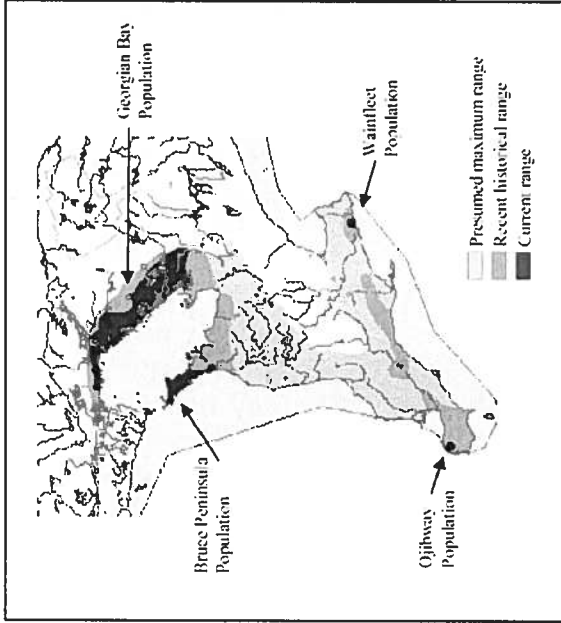 Georgian Bay
Population
Bruce Peninsula
Population
Wainfleet
Population
Ojibway
Population
Presumed maximum range
Recent historical range
Current range